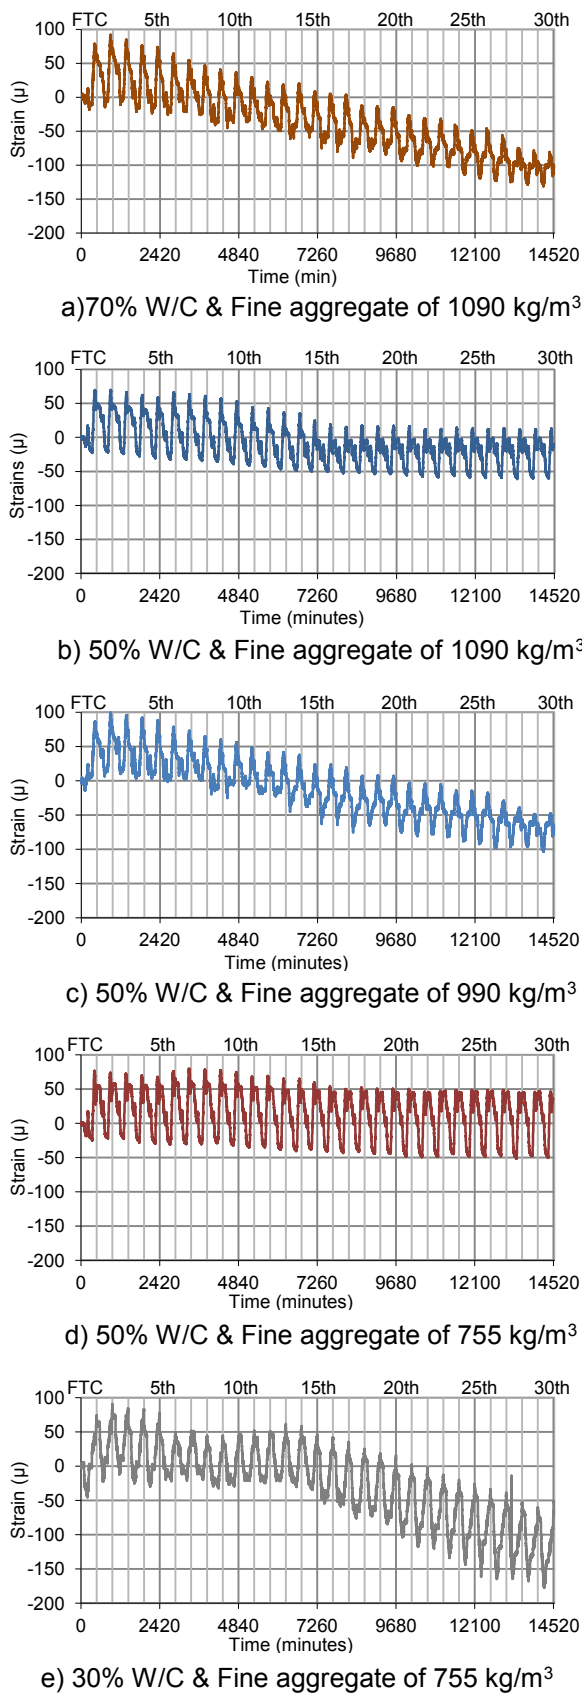 FTC 5th 10th 15th 20th 25th 30th
100
50
0
-50
-100
-150
-200
Strain (μ)
0 2420 4840 7260 9680 12100 14520
Time (min)
a)70% W/C & Fine aggregate of 1090 kg/m³
FTC 5th 10th 15th 20th 25th 30th
100
50
0
-50
-100
-150
-200
Strains (μ)
0 2420 4840 7260 9680 12100 14520
Time (minutes)
b) 50% W/C & Fine aggregate of 1090 kg/m³
FTC 5th 10th 15th 20th 25th 30th
100
50
0
-50
-100
-150
-200
Strain (μ)
0 2420 4840 7260 9680 12100 14520
Time (minutes)
c) 50% W/C & Fine aggregate of 990 kg/m³
FTC 5th 10th 15th 20th 25th 30th
100
50
0
-50
-100
-150
-200
Strain (μ)
0 2420 4840 7260 9680 12100 14520
Time (minutes)
d) 50% W/C & Fine aggregate of 755 kg/m³
FTC 5th 10th 15th 20th 25th 30th
100
50
0
-50
-100
-150
-200
Strain (μ)
0 2420 4840 7260 9680 12100 14520
Time (minutes)
e) 30% W/C & Fine aggregate of 755 kg/m³